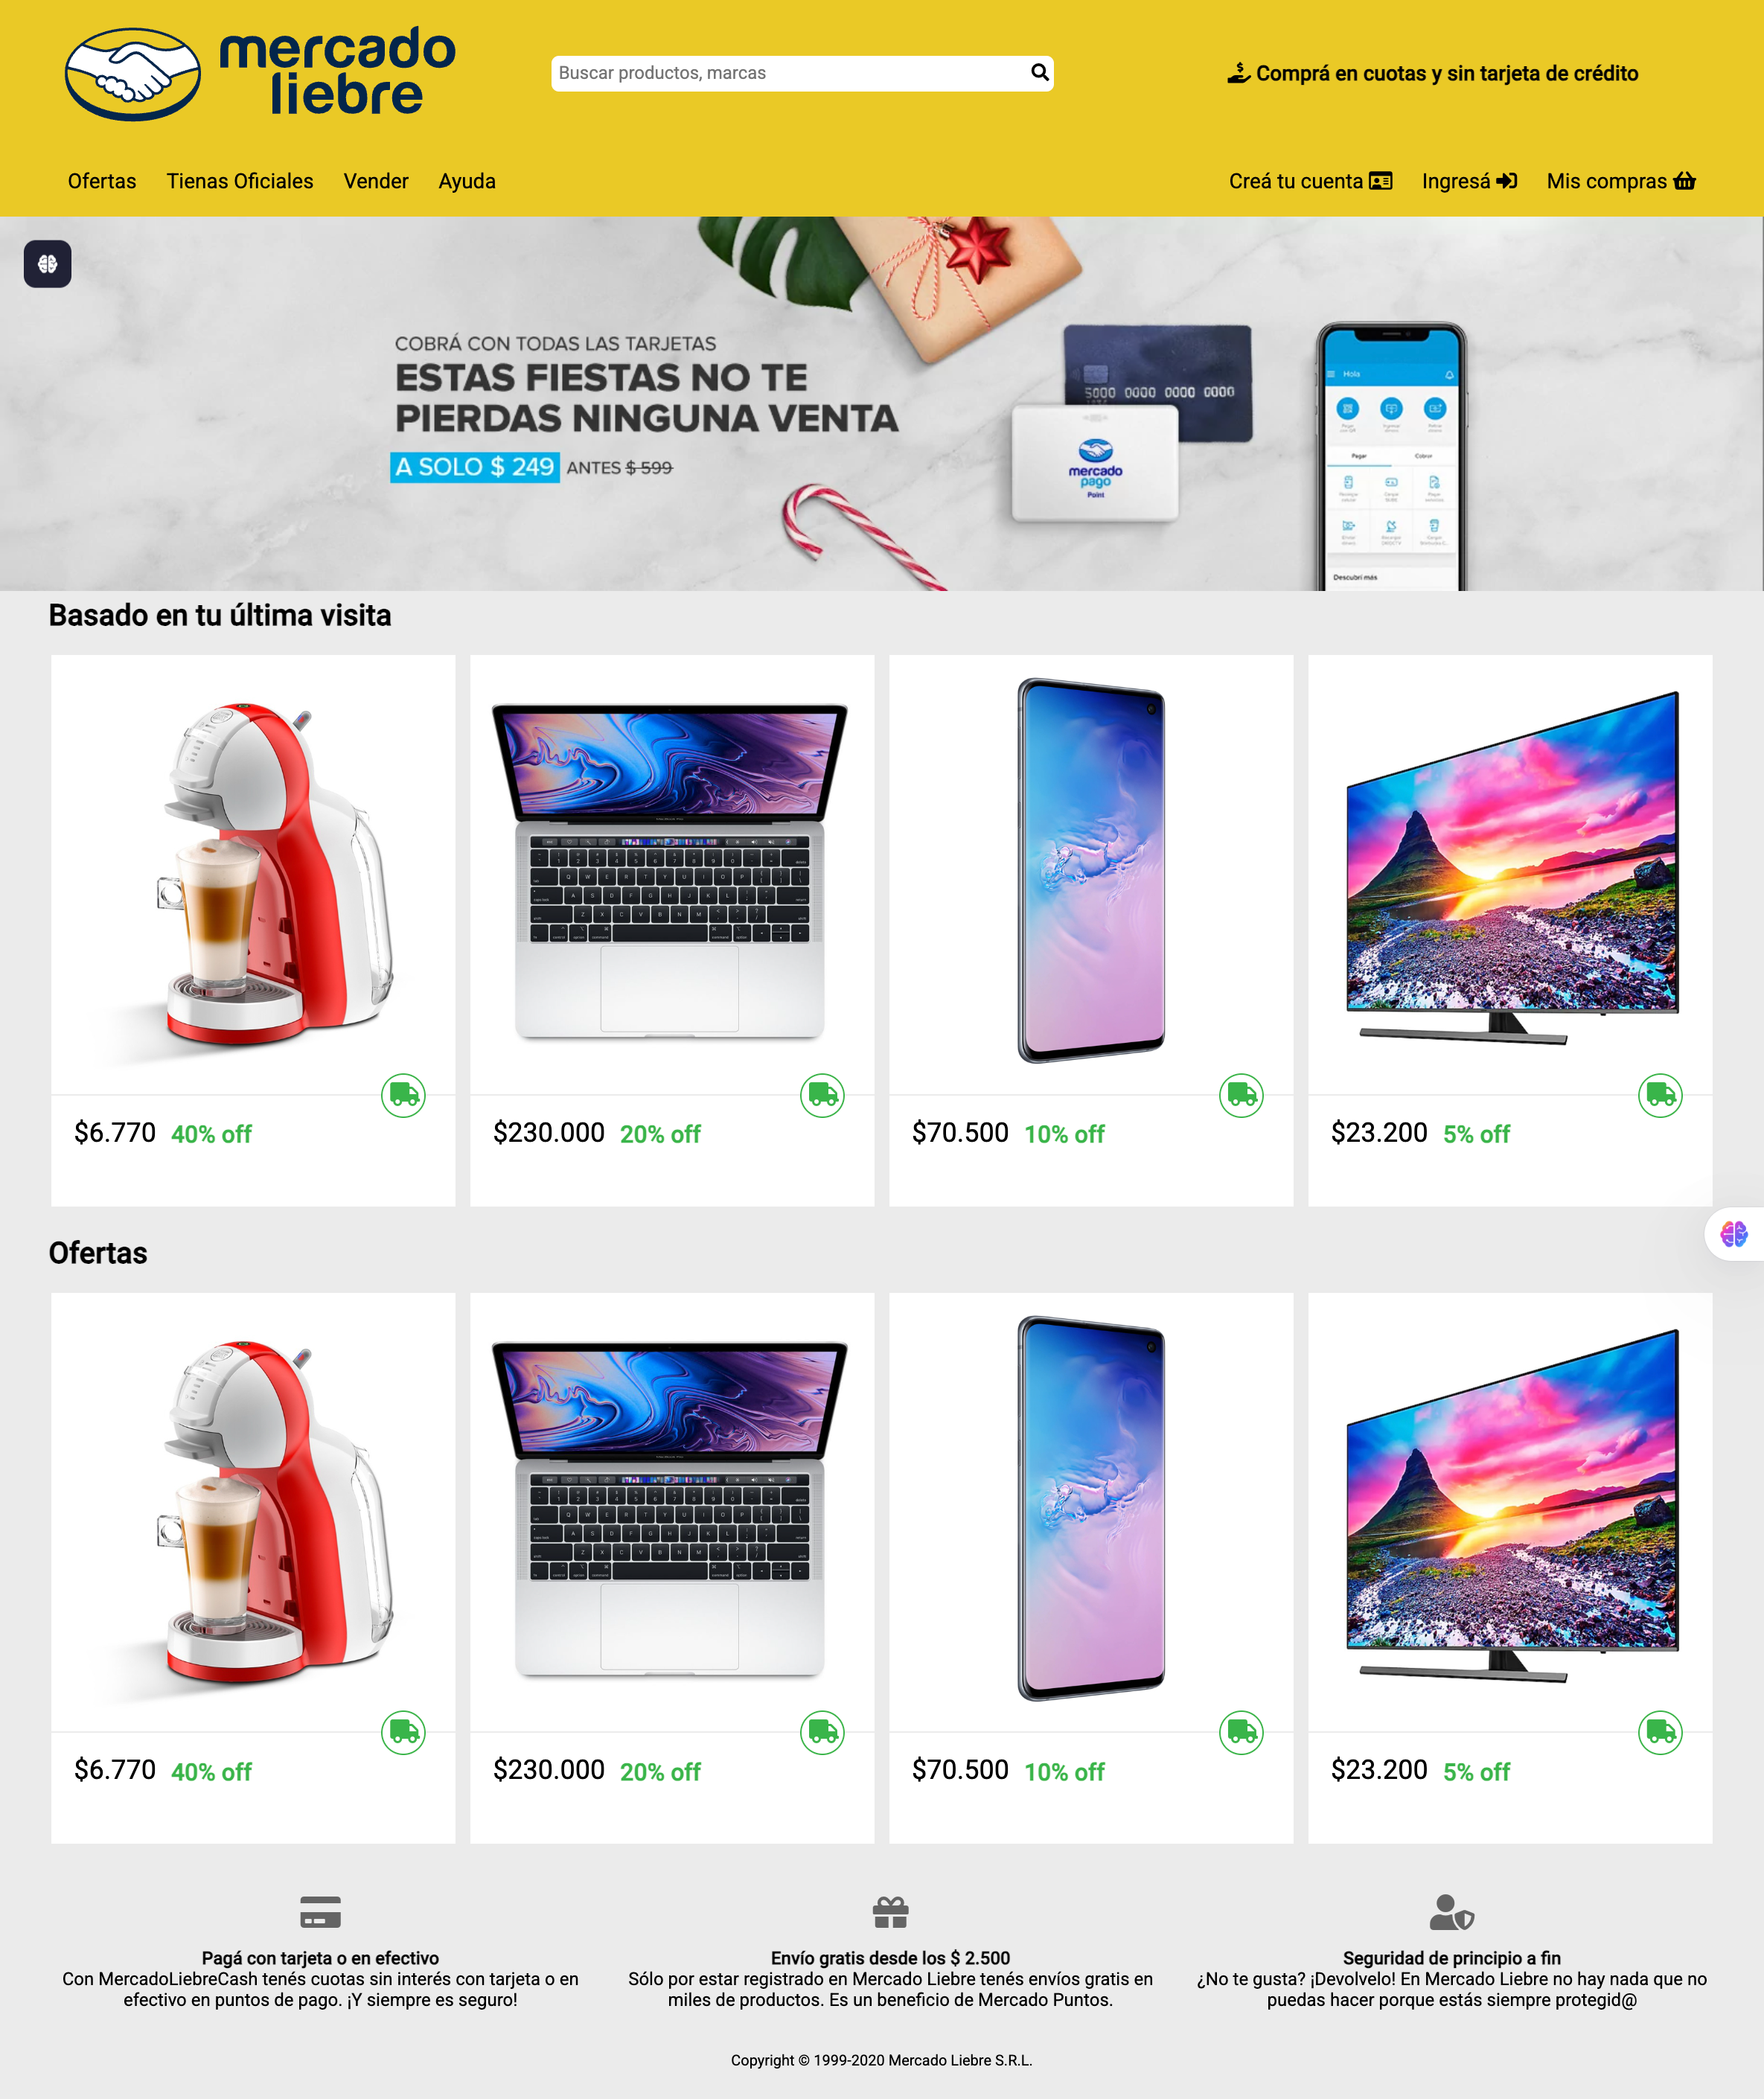 mercado
liebre
Buscar productos, marcas
Comprá en cuotas y sin tarjeta de crédito
Ofertas Tienas Oficiales Vender Ayuda
Creá tu cuenta Ingresá Mis compras
COBRÁ CON TODAS LAS TARJETAS
ESTAS FIESTAS NO TE
PIERDAS NINGUNA VENTA
A SOLO $ 249 ANTES $ 599
5000 0000 0000 0000
mercado
pago
Point
Hola
Pagar Cobrar
Descubrí más
Basado en tu última visita
$6.770 40% off
$230.000 20% off
$70.500 10% off
$23.200 5% off
Ofertas
$6.770 40% off
$230.000 20% off
$70.500 10% off
$23.200 5% off
Pagá con tarjeta o en efectivo
Con MercadoLiebreCash tenés cuotas sin interés con tarjeta o en
efectivo en puntos de pago. ¡Y siempre es seguro!
Envío gratis desde los $ 2.500
Sólo por estar registrado en Mercado Liebre tenés envíos gratis en
miles de productos. Es un beneficio de Mercado Puntos.
Seguridad de principio a fin
¿No te gusta? ¡Devolvelo! En Mercado Liebre no hay nada que no
puedas hacer porque estás siempre protegid@
Copyright © 1999-2020 Mercado Liebre S.R.L.